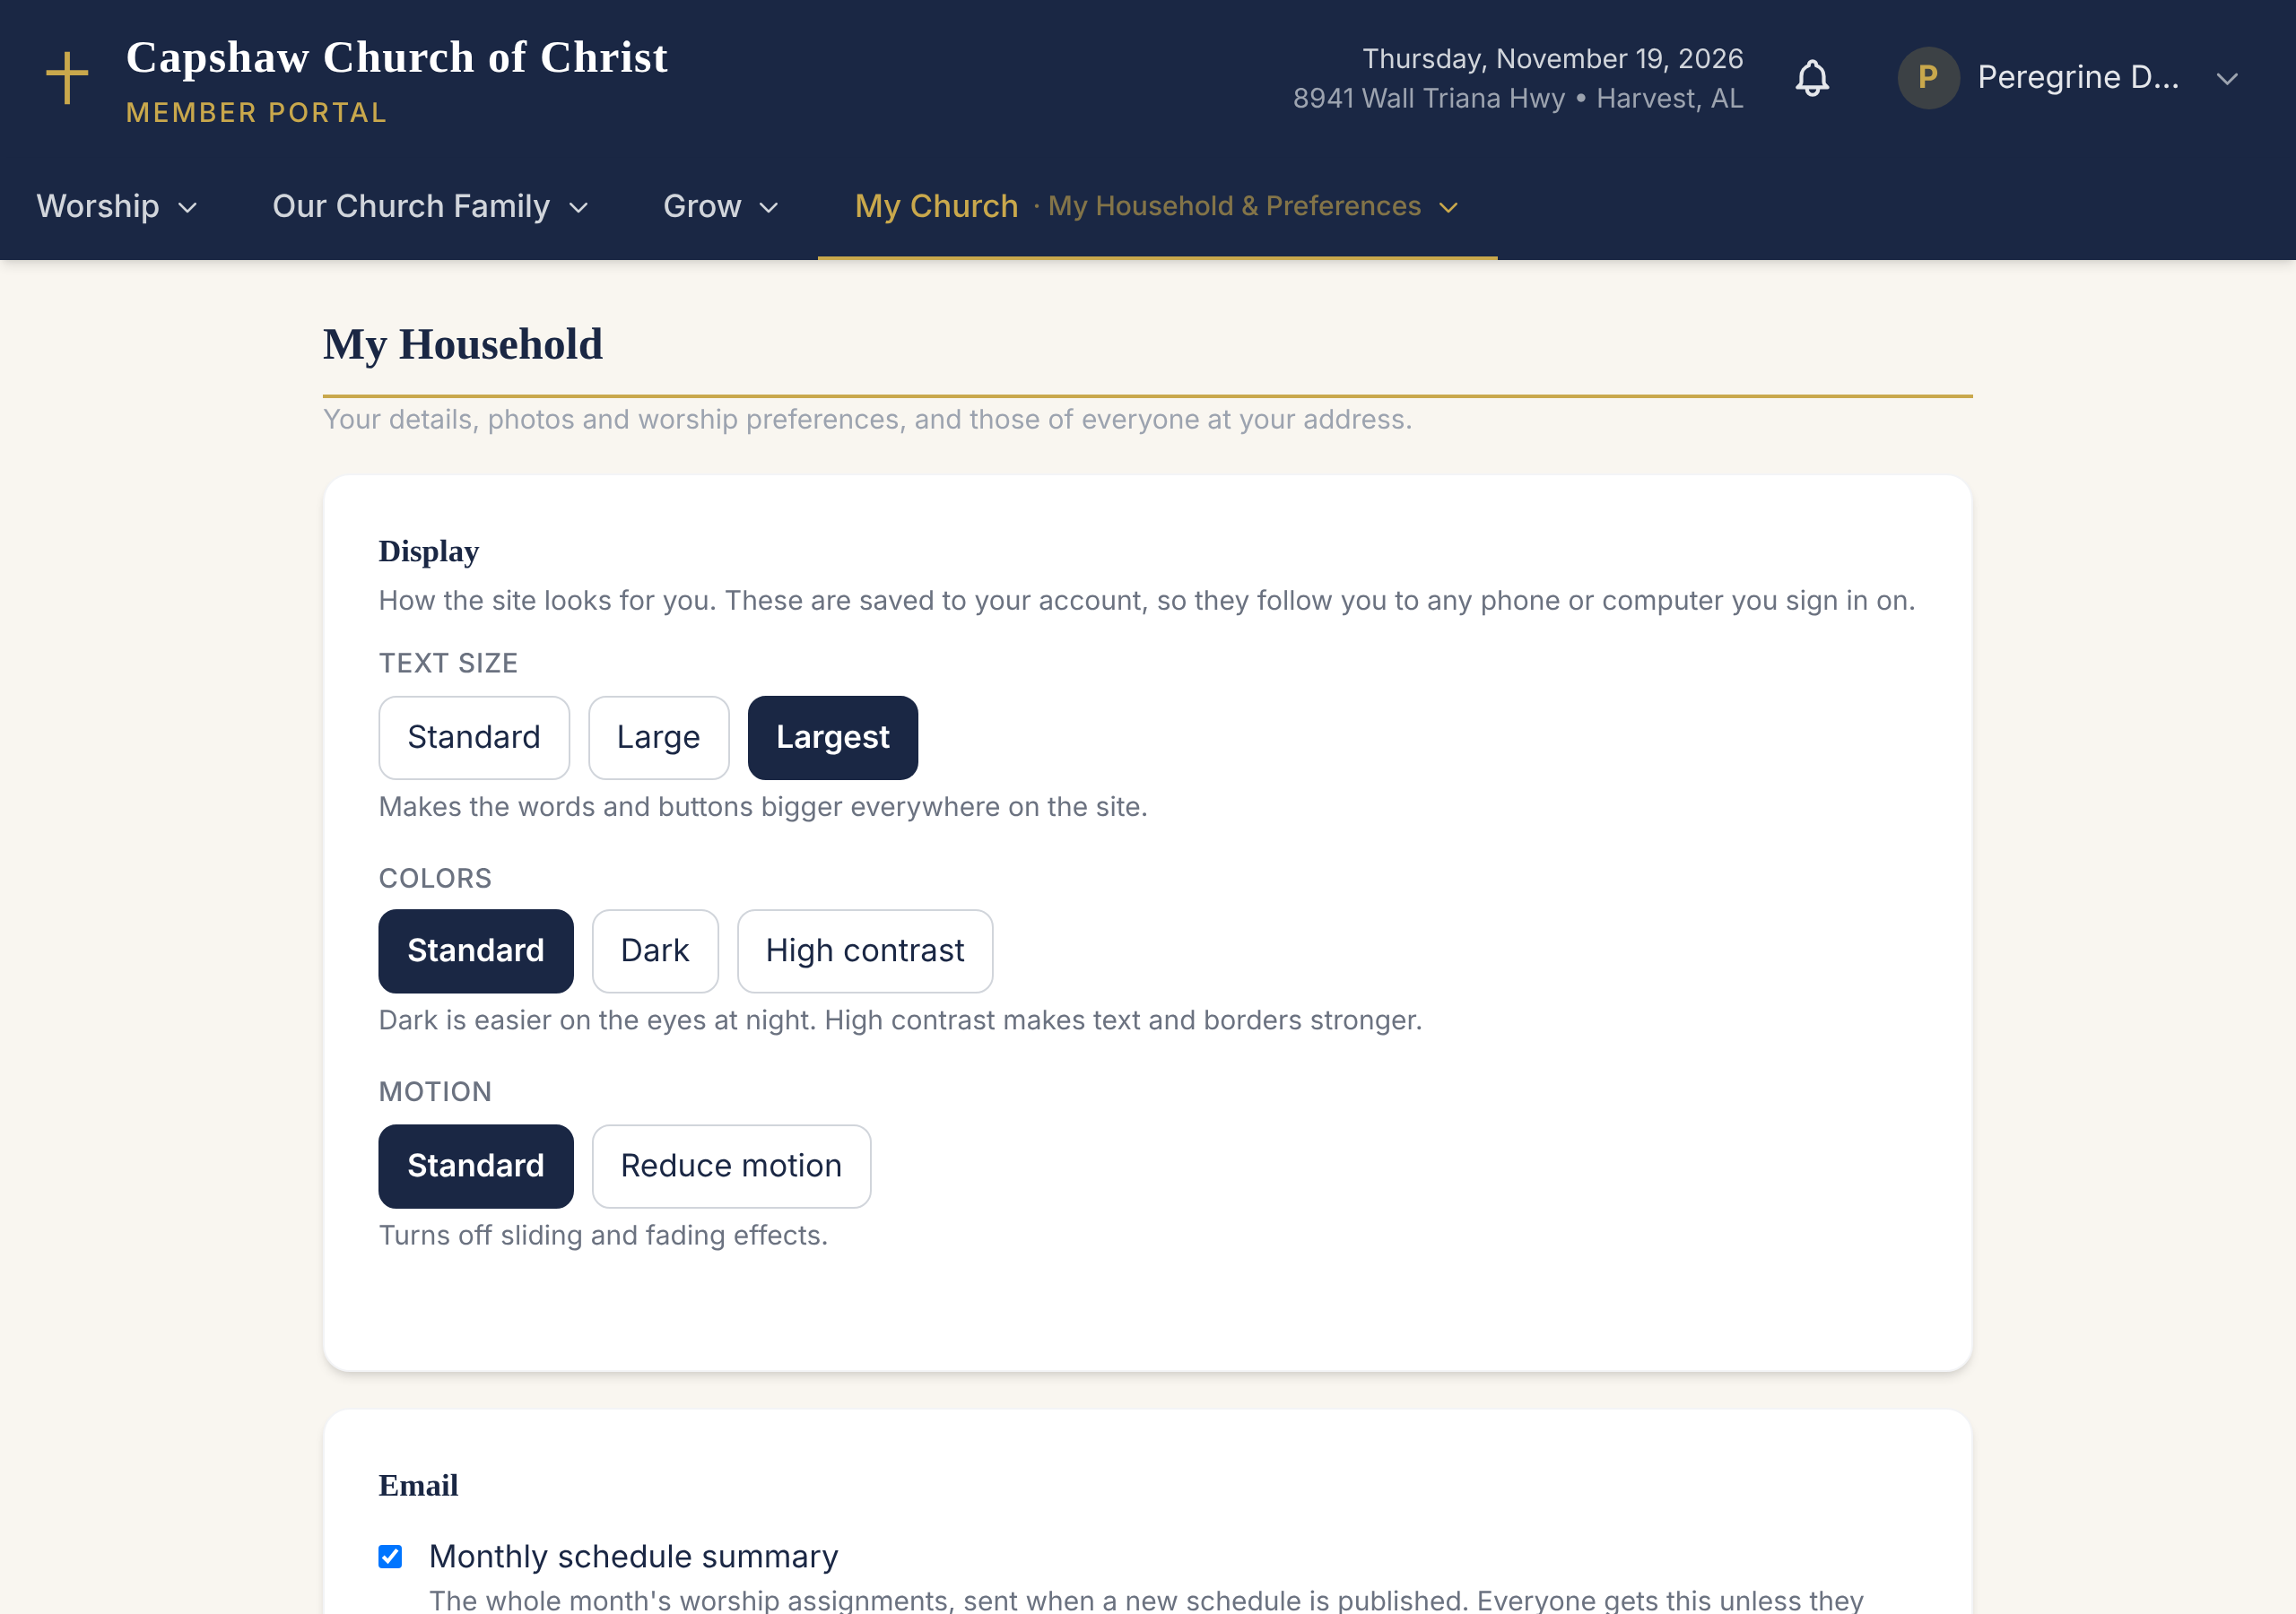 Capshaw Church of Christ
MEMBER PORTAL
Thursday, November 19, 2026
8941 Wall Triana Hwy • Harvest, AL
P
Peregrine D...
Worship
Our Church Family
Grow
My Church · My Household & Preferences
My Household
Your details, photos and worship preferences, and those of everyone at your address.
Display
How the site looks for you. These are saved to your account, so they follow you to any phone or computer you sign in on.
TEXT SIZE
Standard
Large
Largest
Makes the words and buttons bigger everywhere on the site.
COLORS
Standard
Dark
High contrast
Dark is easier on the eyes at night. High contrast makes text and borders stronger.
MOTION
Standard
Reduce motion
Turns off sliding and fading effects.
Email
Monthly schedule summary
The whole month's worship assignments, sent when a new schedule is published. Everyone gets this unless they